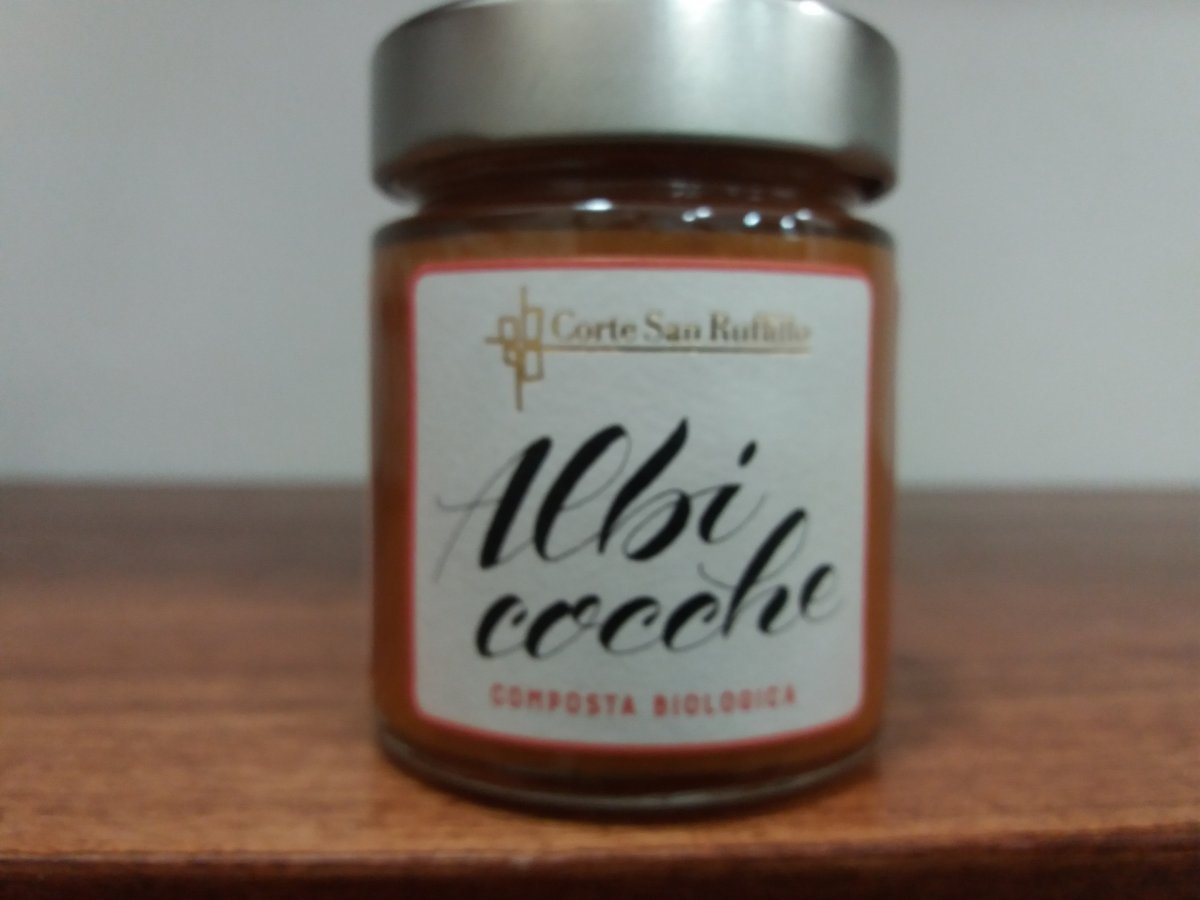 Corte San Ruffillo
Albi
cocche
COMPOSTA BIOLOGICA